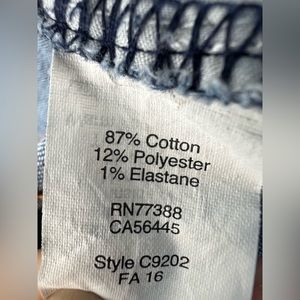 87% Cotton
12% Polyester
1% Elastane
RN77388
CA56445
Style C9202
FA 16